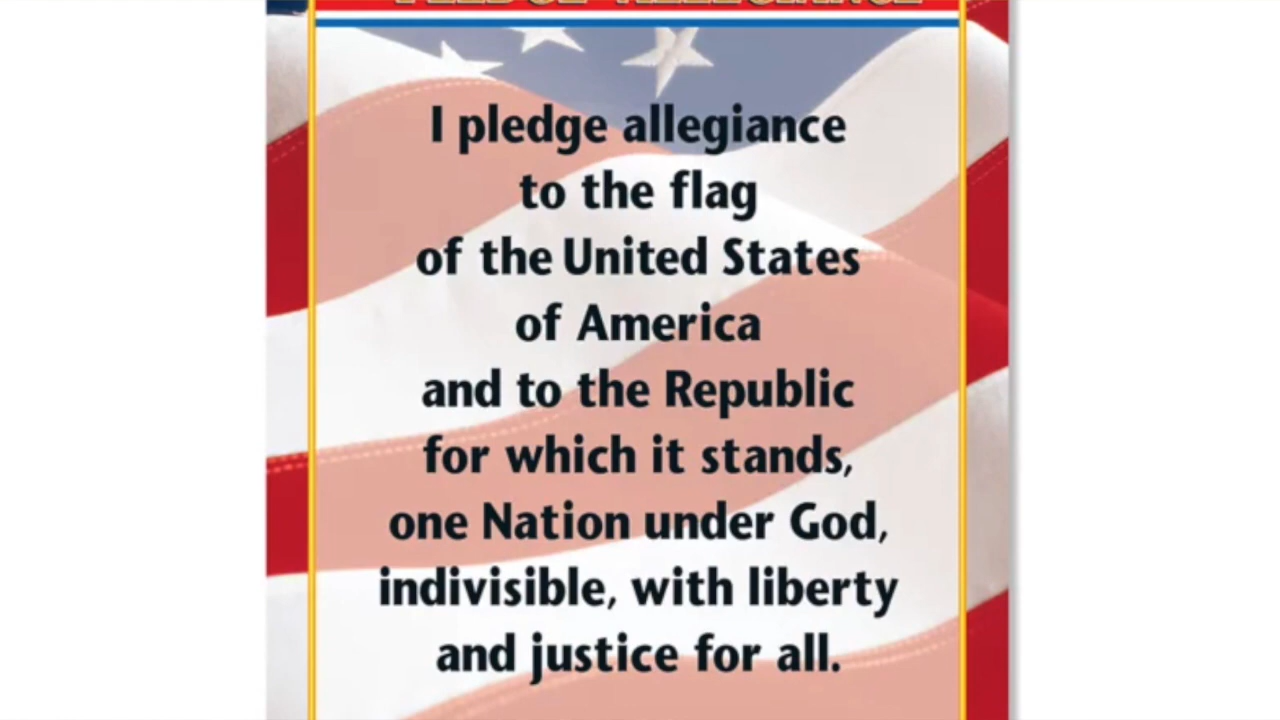 I pledge allegiance
to the flag
of the United States
of America
and to the Republic
for which it stands,
one Nation under God,
indivisible, with liberty
and justice for all.